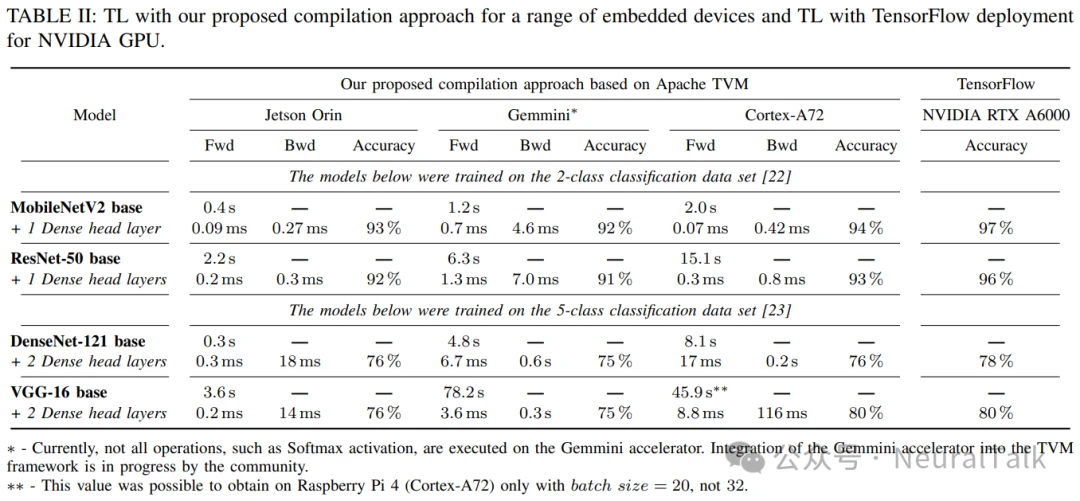 TABLE II: TL with our proposed compilation approach for a range of embedded devices and TL with TensorFlow deployment
for NVIDIA GPU.
Model Our proposed compilation approach based on Apache TVM TensorFlow
Jetson Orin Gemmini* Cortex-A72 NVIDIA RTX A6000
Fwd Bwd Accuracy Fwd Bwd Accuracy Fwd Bwd Accuracy Accuracy
The models below were trained on the 2-class classification data set [22]
MobileNetV2 base 0.4 s — — 1.2 s — — 2.0 s — — —
+ 1 Dense head layer 0.09 ms 0.27 ms 93 % 0.7 ms 4.6 ms 92 % 0.07 ms 0.42 ms 94 % 97 %
ResNet-50 base 2.2 s — — 6.3 s — — 15.1 s — — —
+ 1 Dense head layers 0.2 ms 0.3 ms 92 % 1.3 ms 7.0 ms 91 % 0.3 ms 0.8 ms 93 % 96 %
The models below were trained on the 5-class classification data set [23]
DenseNet-121 base 0.3 s — — 4.8 s — — 8.1 s — — —
+ 2 Dense head layers 0.3 ms 18 ms 76 % 6.7 ms 0.6 s 75 % 17 ms 0.2 s 76 % 78 %
VGG-16 base 3.6 s — — 78.2 s — — 45.9 s** — — —
+ 2 Dense head layers 0.2 ms 14 ms 76 % 3.6 ms 0.3 s 75 % 8.8 ms 116 ms 80 % 80 %
* - Currently, not all operations, such as Softmax activation, are executed on the Gemmini accelerator. Integration of the Gemmini accelerator into the TVM
framework is in progress by the community.
公众号 · NeuralTalk
** - This value was possible to obtain on Raspberry Pi 4 (Cortex-A72) only with batch size = 20, not 32.